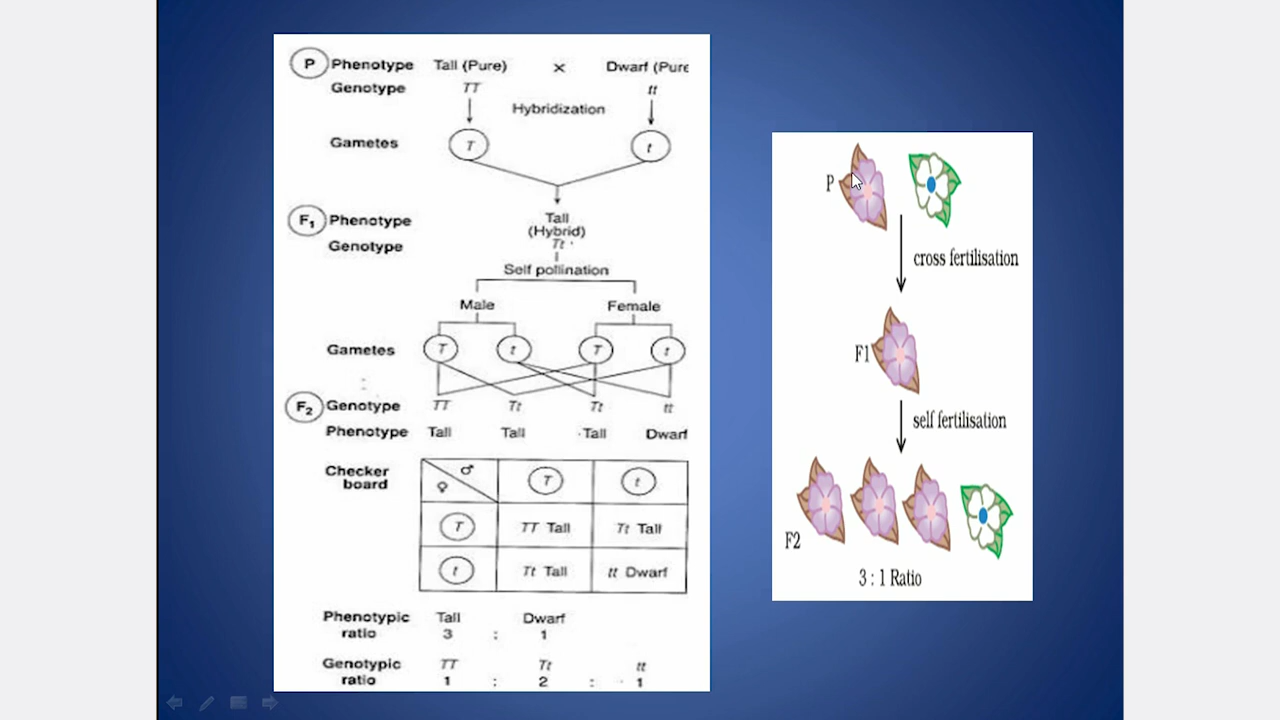 P Phenotype Tall (Pure) × Dwarf (Pure
Genotype TT tt
Hybridization
Gametes T t
F₁ Phenotype Tall
(Hybrid)
Genotype Tt
Self pollination
Male Female
Gametes T t T t
F₂ Genotype TT Tt Tt tt
Phenotype Tall Tall Tall Dwarf
Checker board ♂ ♀ T t
T TT Tall Tt Tall
t Tt Tall tt Dwarf
Phenotypic Tall Dwarf
ratio 3 : 1
Genotypic TT Tt tt
ratio 1 : 2 : 1
P
cross fertilisation
F1
self fertilisation
F2
3 : 1 Ratio